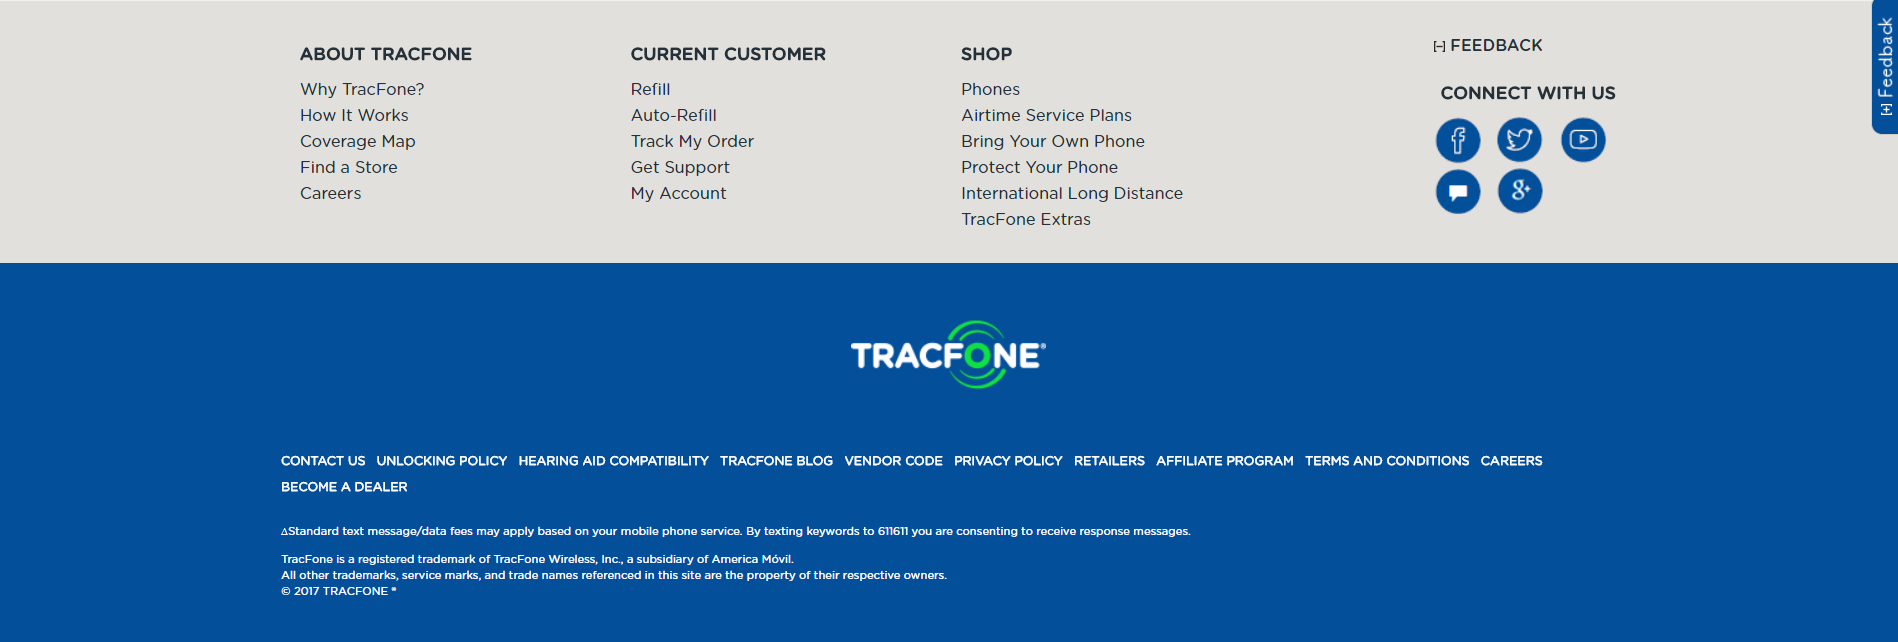 ABOUT TRACFONE
Why TracFone?
How It Works
Coverage Map
Find a Store
Careers
CURRENT CUSTOMER
Refill
Auto-Refill
Track My Order
Get Support
My Account
SHOP
Phones
Airtime Service Plans
Bring Your Own Phone
Protect Your Phone
International Long Distance
TracFone Extras
[-] FEEDBACK
CONNECT WITH US
[+] Feedback
TRACFONE®
CONTACT US UNLOCKING POLICY HEARING AID COMPATIBILITY TRACFONE BLOG VENDOR CODE PRIVACY POLICY RETAILERS AFFILIATE PROGRAM TERMS AND CONDITIONS CAREERS
BECOME A DEALER
∆Standard text message/data fees may apply based on your mobile phone service. By texting keywords to 611611 you are consenting to receive response messages.
TracFone is a registered trademark of TracFone Wireless, Inc., a subsidiary of America Móvil.
All other trademarks, service marks, and trade names referenced in this site are the property of their respective owners.
© 2017 TRACFONE ®